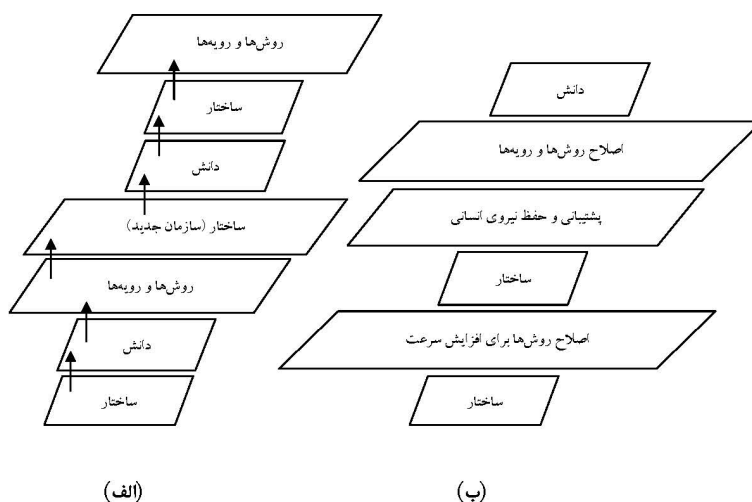 روش‌ها و رویه‌ها
ساختار
دانش
ساختار (سازمان جدید)
روش‌ها و رویه‌ها
دانش
ساختار
(الف)
دانش
اصلاح روش‌ها و رویه‌ها
پشتیبانی و حفظ نیروی انسانی
ساختار
اصلاح روش‌ها برای افزایش سرعت
ساختار
(ب)